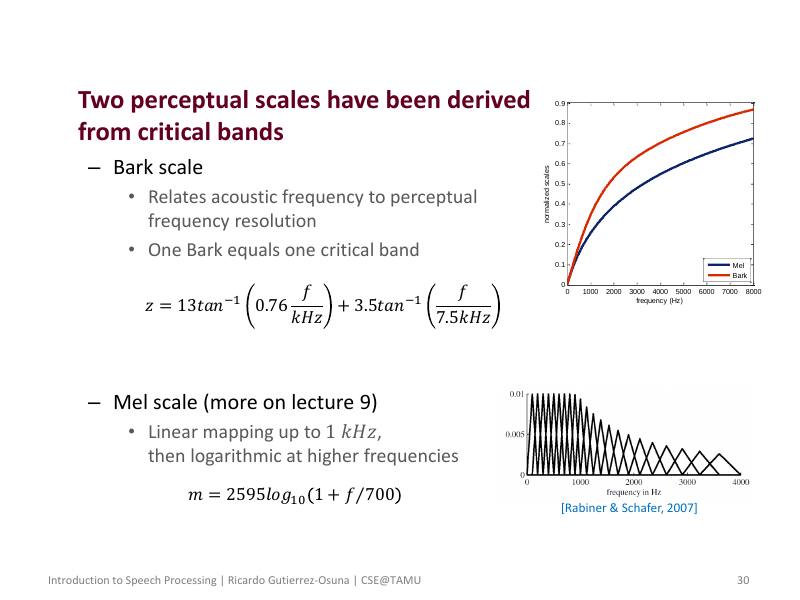 Two perceptual scales have been derived
from critical bands
– Bark scale
• Relates acoustic frequency to perceptual
frequency resolution
• One Bark equals one critical band
z = 13tan⁻¹ (0.76 f/kHz) + 3.5tan⁻¹ (f/7.5kHz)
0.9
0.8
0.7
0.6
0.5
0.4
0.3
0.2
0.1
0
normalized scales
Mel
Bark
0 1000 2000 3000 4000 5000 6000 7000 8000
frequency (Hz)
– Mel scale (more on lecture 9)
• Linear mapping up to 1 kHz,
then logarithmic at higher frequencies
m = 2595log₁₀(1 + f/700)
0.01
0.005
0
0 1000 2000 3000 4000
frequency in Hz
[Rabiner & Schafer, 2007]
Introduction to Speech Processing | Ricardo Gutierrez-Osuna | CSE@TAMU
30